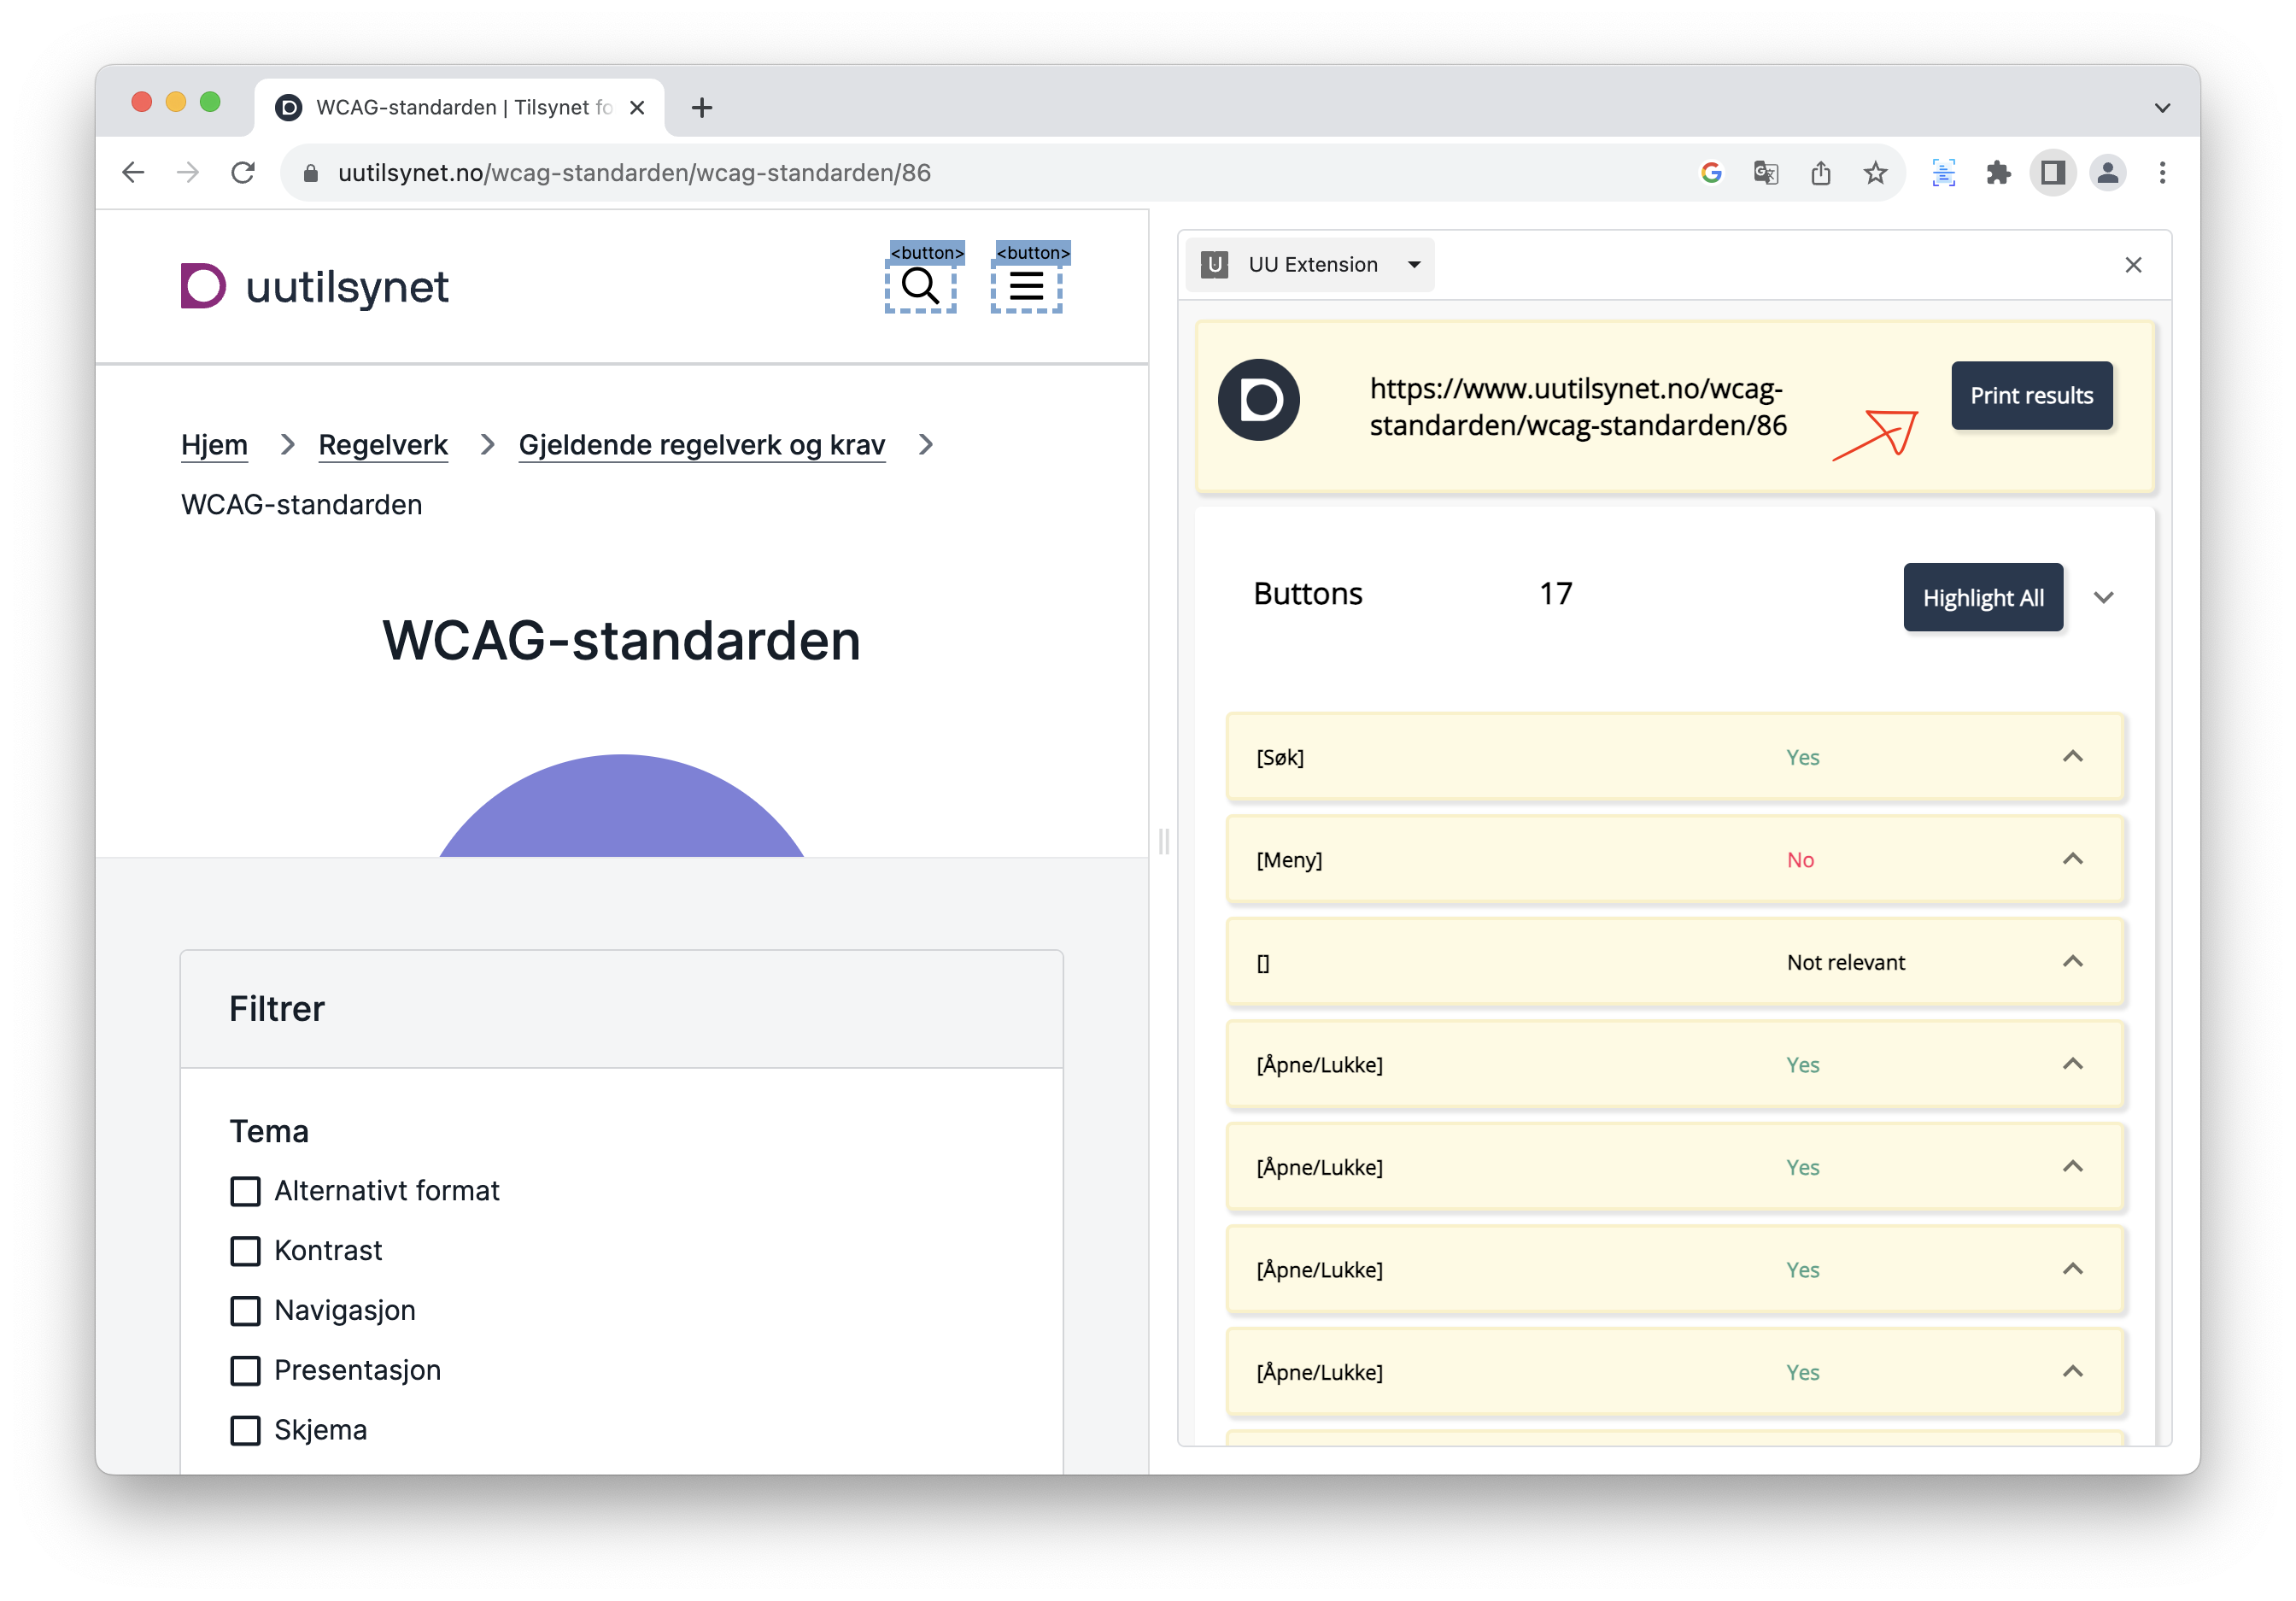 WCAG-standarden | Tilsynet fo
uutilsynet.no/wcag-standarden/wcag-standarden/86
uutilsynet
<button>
<button>
Hjem
Regelverk
Gjeldende regelverk og krav
WCAG-standarden
WCAG-standarden
Filtrer
Tema
Alternativt format
Kontrast
Navigasjon
Presentasjon
Skjema
U UU Extension
https://www.uutilsynet.no/wcag-
standarden/wcag-standarden/86
Print results
Buttons 17 Highlight All
[Søk] Yes
[Meny] No
[] Not relevant
[Åpne/Lukke] Yes
[Åpne/Lukke] Yes
[Åpne/Lukke] Yes
[Åpne/Lukke] Yes